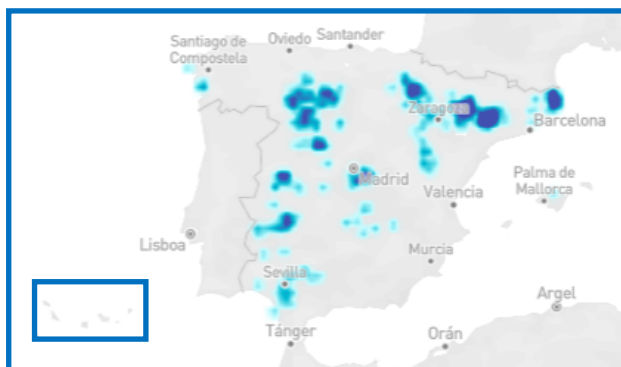 Oviedo
Santander
Santiago de
Compostela
Zaragoza
Barcelona
Madrid
Palma de
Mallorca
Valencia
Lisboa
Murcia
Sevilla
Argel
Tánger
Orán